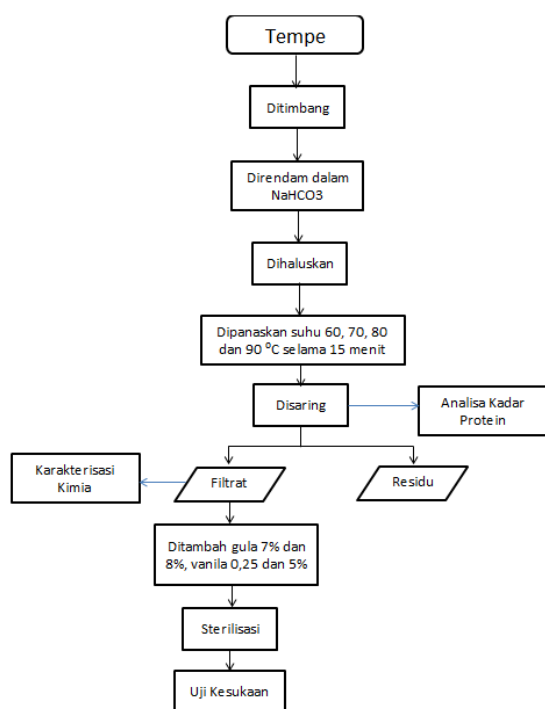 Tempe
Ditimbang
Direndam dalam
NaHCO3
Dihaluskan
Dipanaskan suhu 60, 70, 80
dan 90 ⁰C selama 15 menit
Disaring
Analisa Kadar
Protein
Karakterisasi
Kimia
Filtrat
Residu
Ditambah gula 7% dan
8%, vanila 0,25 dan 5%
Sterilisasi
Uji Kesukaan